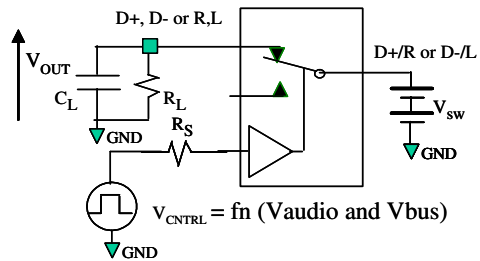 D+, D- or R,L
D+/R or D-/L
VOUT
CL
RL
Vsw
GND
RS
GND
VCNTRL = fn (Vaudio and Vbus)
GND